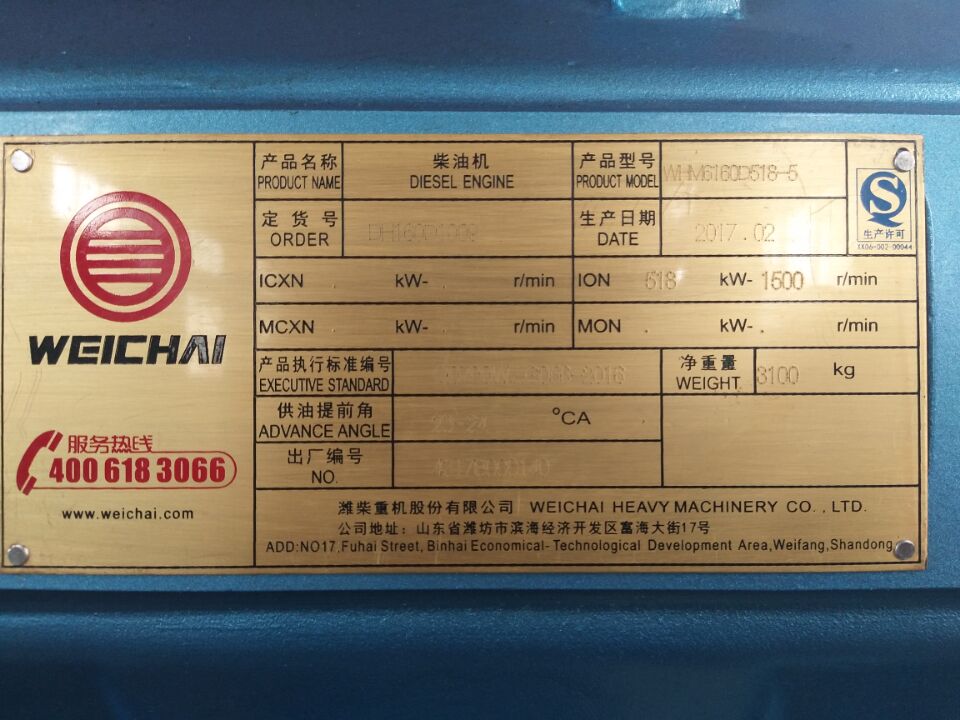 产品名称 柴油机 产品型号
PRODUCT NAME DIESEL ENGINE PRODUCT MODEL WHM6160D518-5
定货号 生产日期
ORDER DATE 2017.02
生产许可
XK06-002-00044
ICXN . kW- . r/min ION 518 kW- 1500 r/min
MCXN . kW- . r/min MON . kW- . r/min
WEICHAI
产品执行标准编号 净重量
EXECUTIVE STANDARD WEIGHT 3100 kg
供油提前角
ADVANCE ANGLE °CA
出厂编号
NO.
服务热线
400 618 3066
www.weichai.com
潍柴重机股份有限公司 WEICHAI HEAVY MACHINERY CO., LTD.
公司地址：山东省潍坊市滨海经济开发区富海大街17号
ADD:NO17,Fuhai Street, Binhai Economical- Technological Development Area,Weifang,Shandong